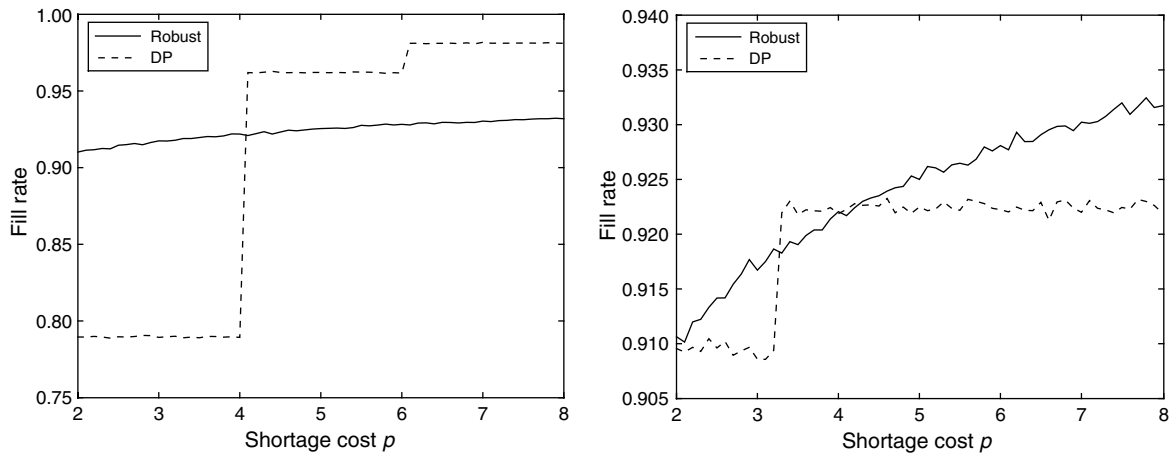 1.00
0.95
0.90
0.85
0.80
0.75
Fill rate
Robust
DP
2 3 4 5 6 7 8
Shortage cost p
0.940
0.935
0.930
0.925
0.920
0.915
0.910
0.905
Fill rate
Robust
DP
2 3 4 5 6 7 8
Shortage cost p